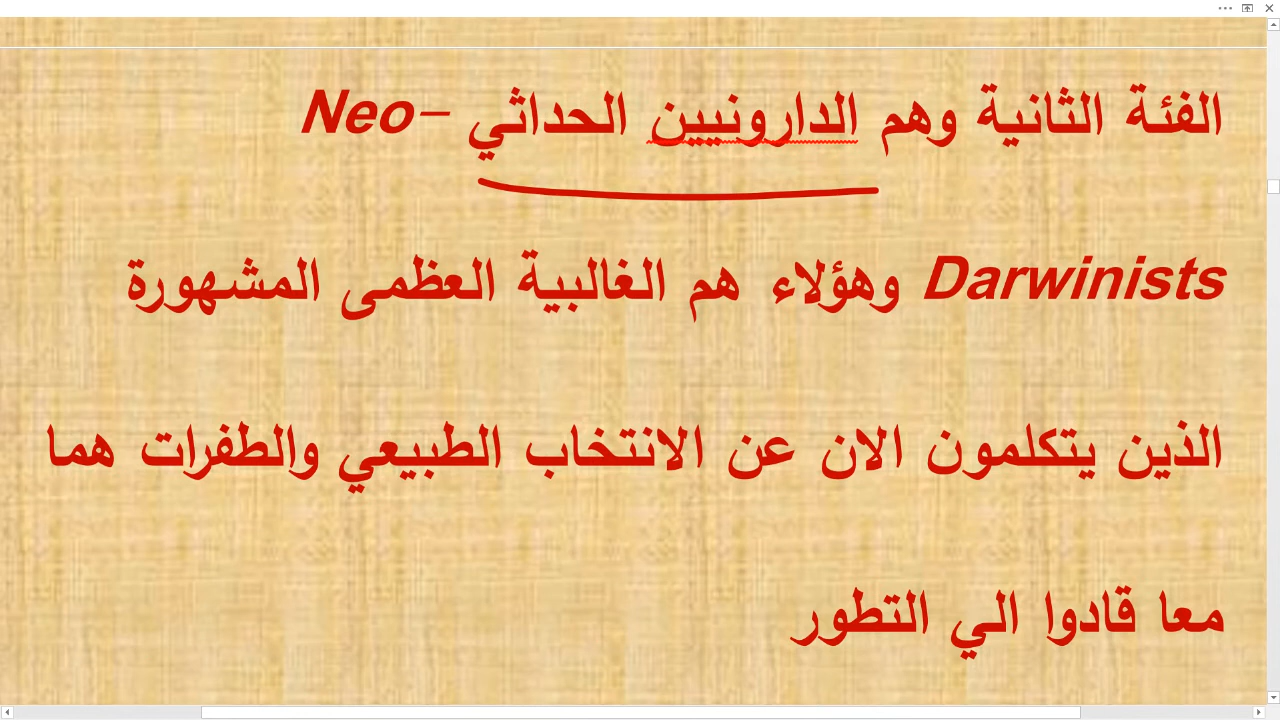 الفئة الثانية وهم الدارونيين الحداثي Neo-
Darwinists وهؤلاء هم الغالبية العظمى المشهورة
الذين يتكلمون الان عن الانتخاب الطبيعي والطفرات هما
معا قادوا الي التطور